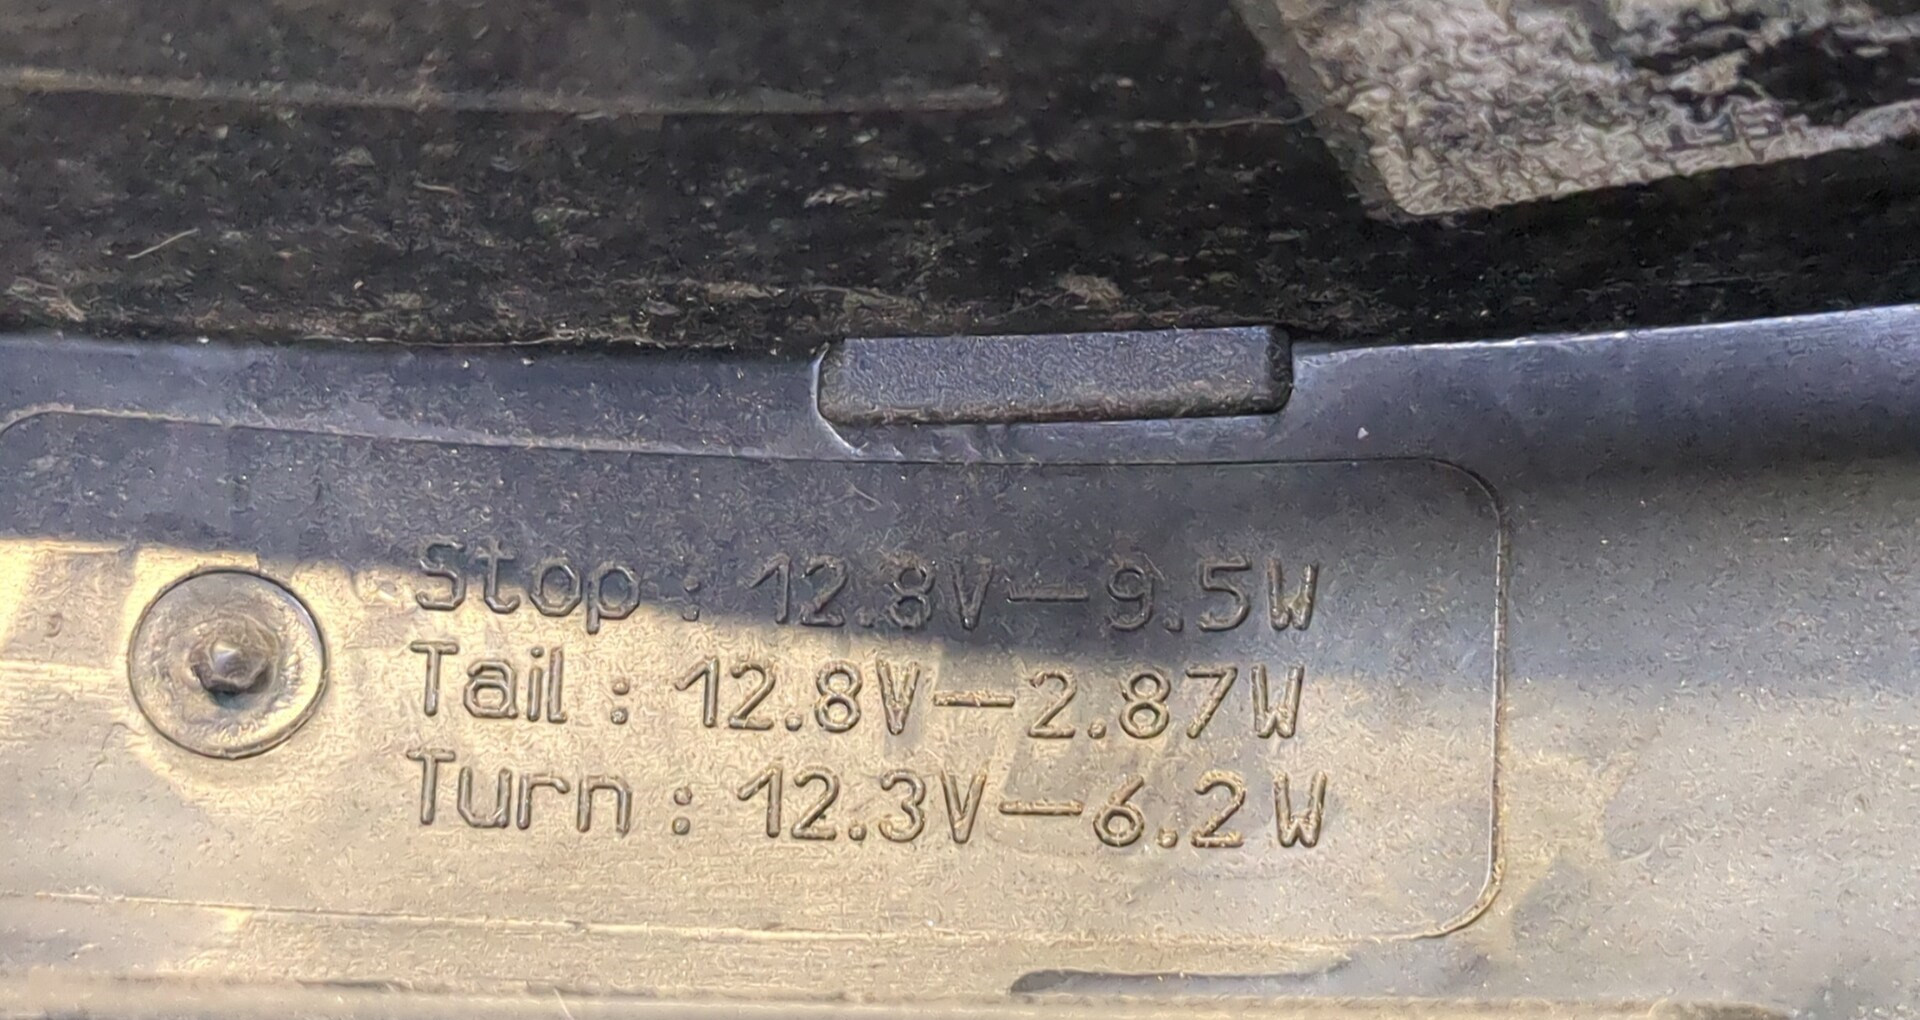 Stop : 12.8V—9.5W
Tail : 12.8V—2.87W
Turn : 12.3V—6.2W